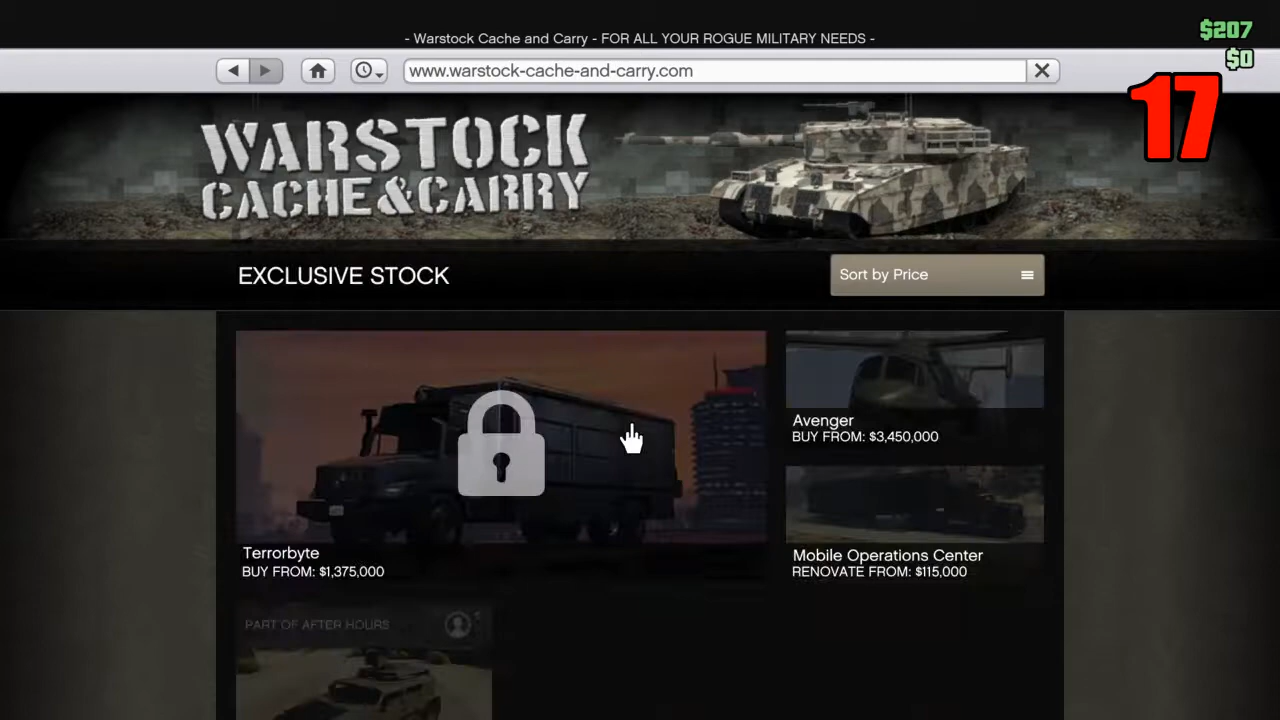 - Warstock Cache and Carry - FOR ALL YOUR ROGUE MILITARY NEEDS -
$207
$0
www.warstock-cache-and-carry.com
17
WARSTOCK
CACHE&CARRY
EXCLUSIVE STOCK
Sort by Price
Terrorbyte
BUY FROM: $1,375,000
Avenger
BUY FROM: $3,450,000
Mobile Operations Center
RENOVATE FROM: $115,000
PART OF AFTER HOURS